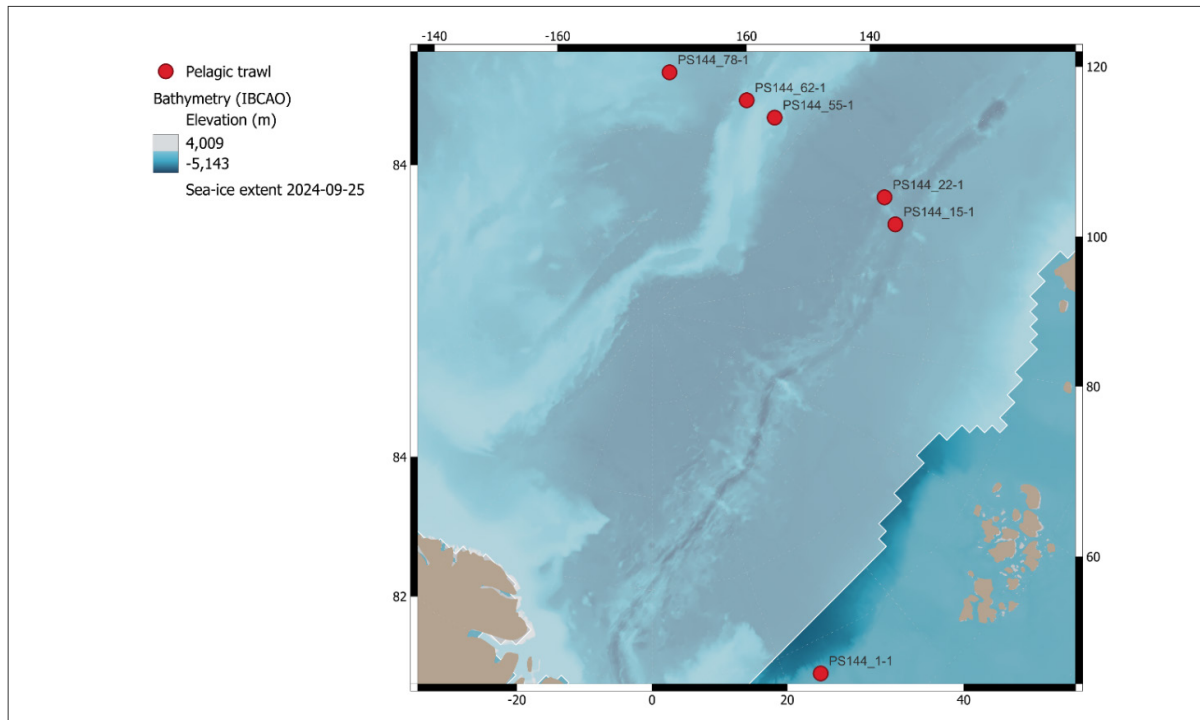 -140
-160
160
140
Pelagic trawl
Bathymetry (IBCAO)
Elevation (m)
4,009
-5,143
Sea-ice extent 2024-09-25
PS144_78-1
PS144_62-1
PS144_55-1
120
84
PS144_22-1
PS144_15-1
100
80
84
60
82
PS144_1-1
-20
0
20
40